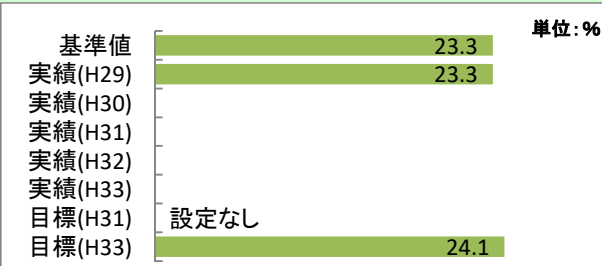 単位：％
基準値 23.3
実績(H29) 23.3
実績(H30)
実績(H31)
実績(H32)
実績(H33)
目標(H31) 設定なし
目標(H33) 24.1